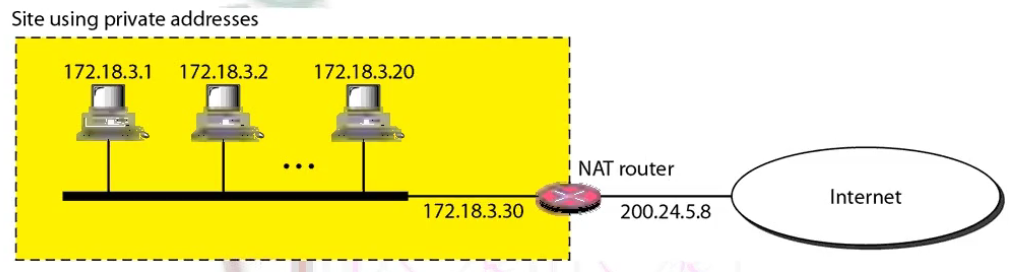 Site using private addresses
172.18.3.1 172.18.3.2 172.18.3.20
NAT router
Internet
172.18.3.30 200.24.5.8